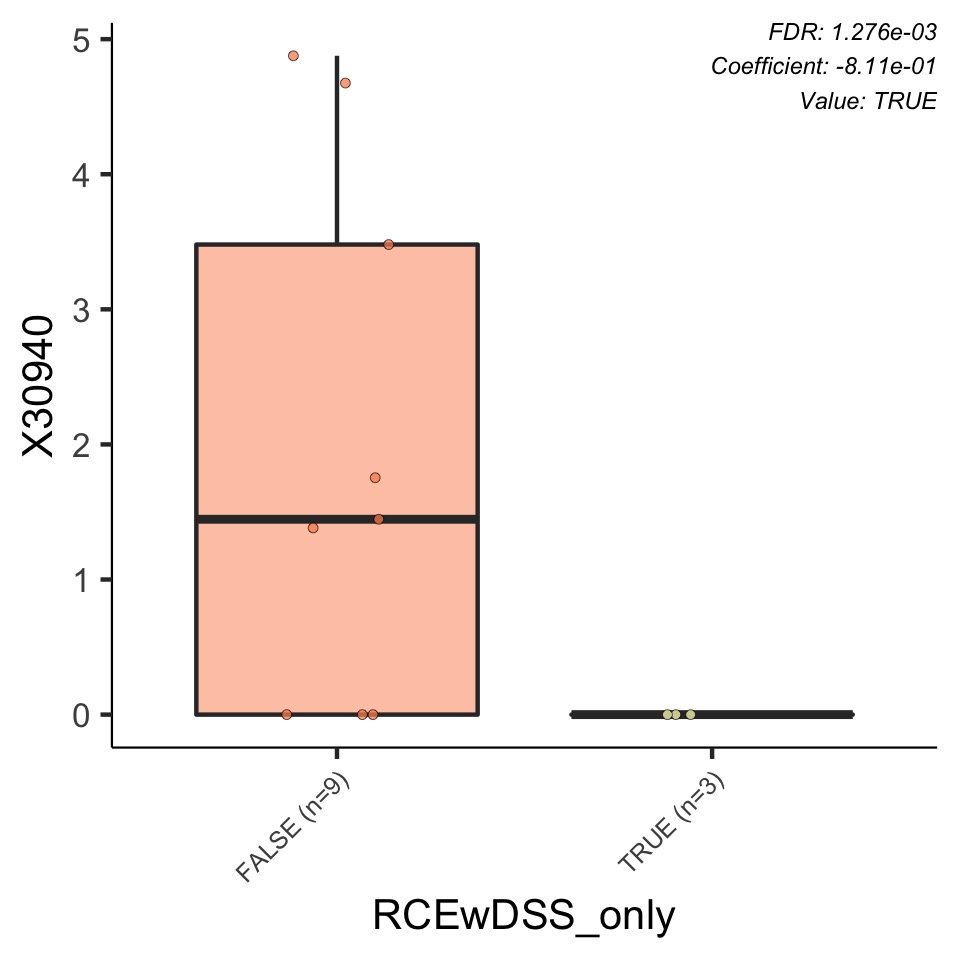 FDR: 1.276e-03
Coefficient: -8.11e-01
Value: TRUE
5
4
3
2
1
0
X30940
FALSE (n=9)
TRUE (n=3)
RCEwDSS_only